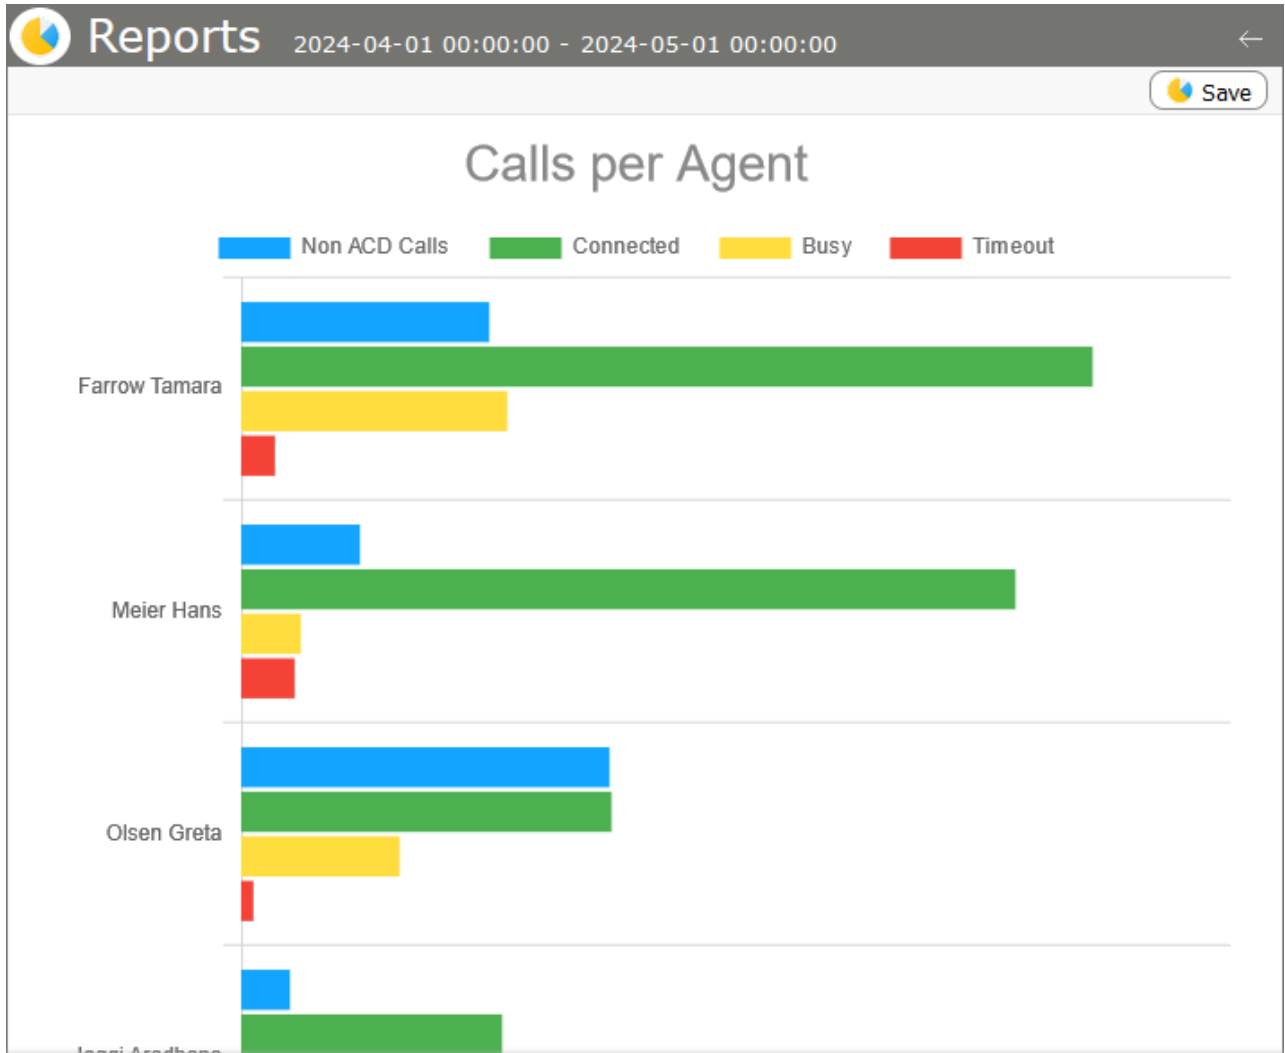 Reports 2024-04-01 00:00:00 - 2024-05-01 00:00:00 ←
Save
Calls per Agent
Non ACD Calls Connected Busy Timeout
Farrow Tamara
Meier Hans
Olsen Greta